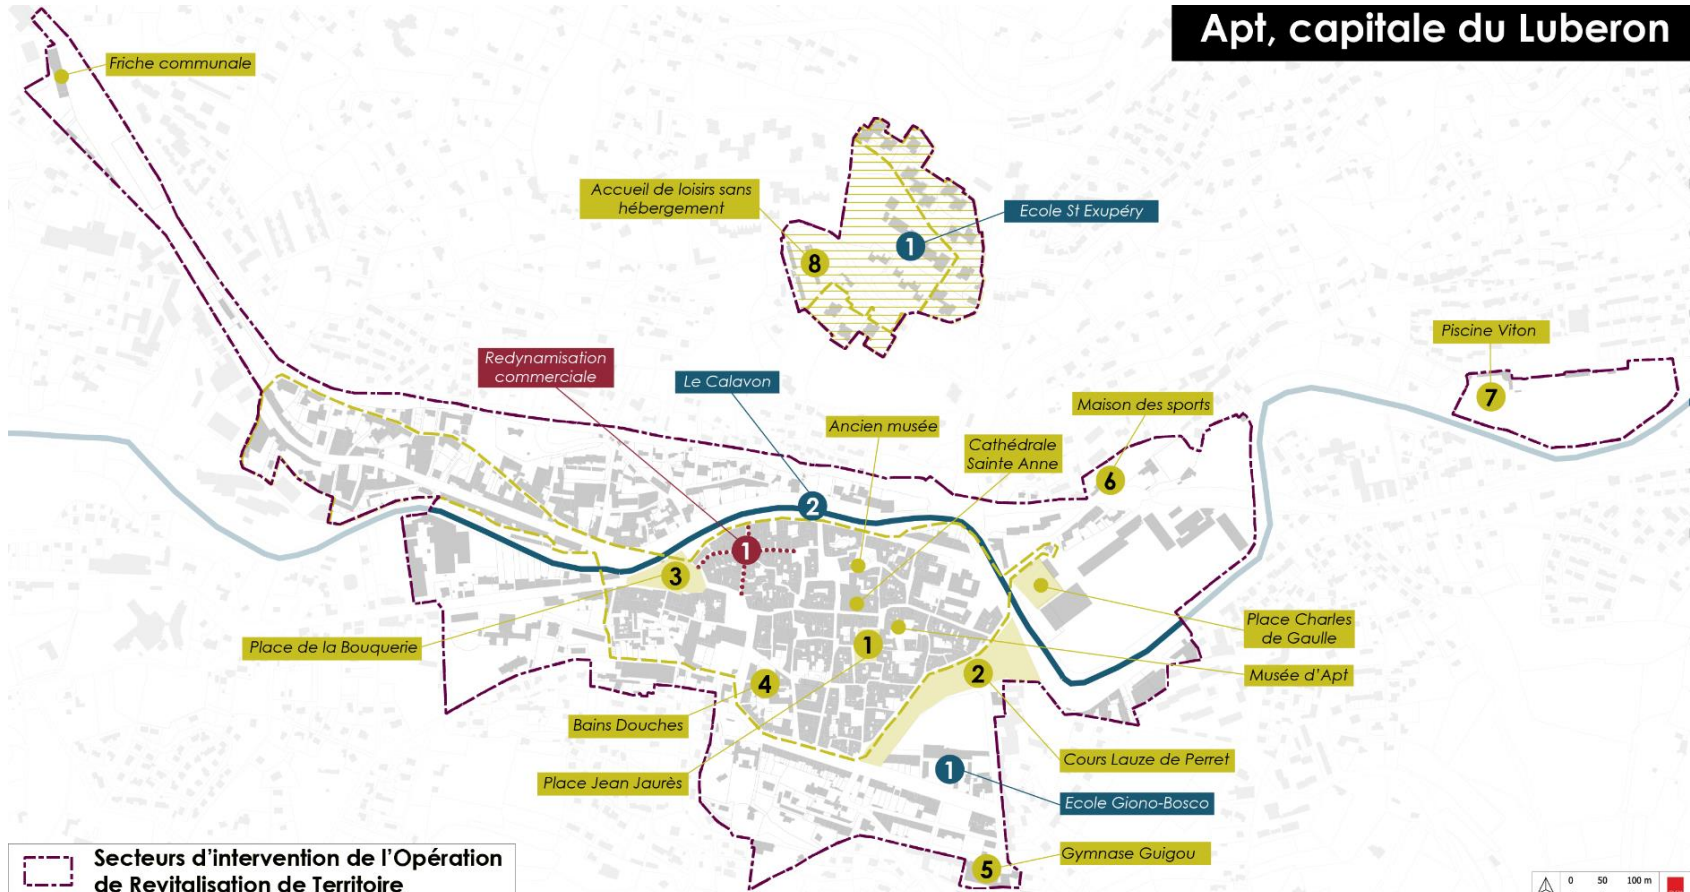 Apt, capitale du Luberon
Friche communale
Accueil de loisirs sans
hébergement
Ecole St Exupéry
1
8
Piscine Viton
7
Redynamisation
commerciale
Le Calavon
Maison des sports
Ancien musée
Cathédrale
Sainte Anne
6
2
1
3
Place de la Bouquerie
Place Charles
de Gaulle
1
2
Musée d'Apt
4
Bains Douches
Cours Lauze de Perret
Place Jean Jaurès
1
Ecole Giono-Bosco
Gymnase Guigou
5
Secteurs d'intervention de l'Opération
de Revitalisation de Territoire
0 50 100 m